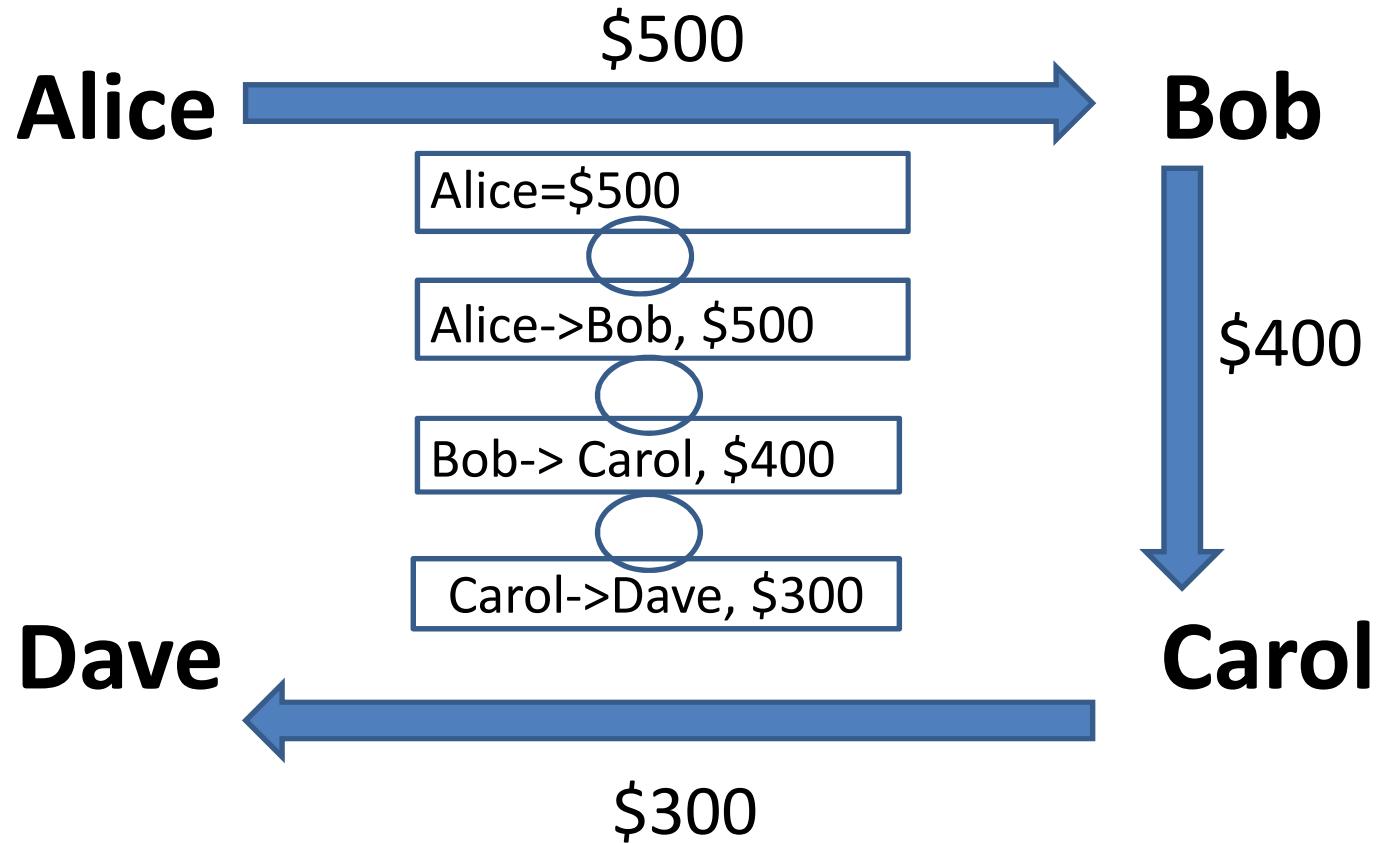 $500
Alice
Bob
Alice=$500
Alice->Bob, $500
$400
Bob-> Carol, $400
Carol->Dave, $300
Dave
Carol
$300